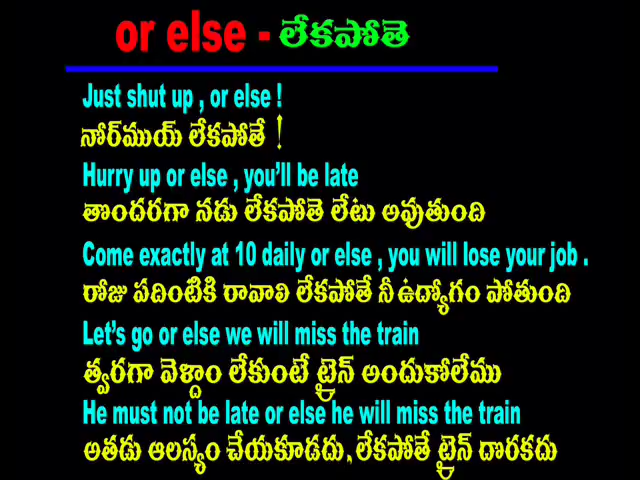 or else - లేకపోతె
Just shut up , or else !
నోర్‌ముయ్ లేకపోతే !
Hurry up or else , you'll be late
తొందరగా నడు లేకపోతె లేటు అవుతుంది
Come exactly at 10 daily or else , you will lose your job .
రోజు పదింటికి రావాలి లేకపోతే నీ ఉద్యోగం పోతుంది
Let's go or else we will miss the train
త్వరగా వెళ్దాం లేకుంటే ట్రైన్ అందుకోలేము
He must not be late or else he will miss the train
అతడు ఆలస్యం చేయకూడదు, లేకపోతే ట్రైన్ దొరకదు